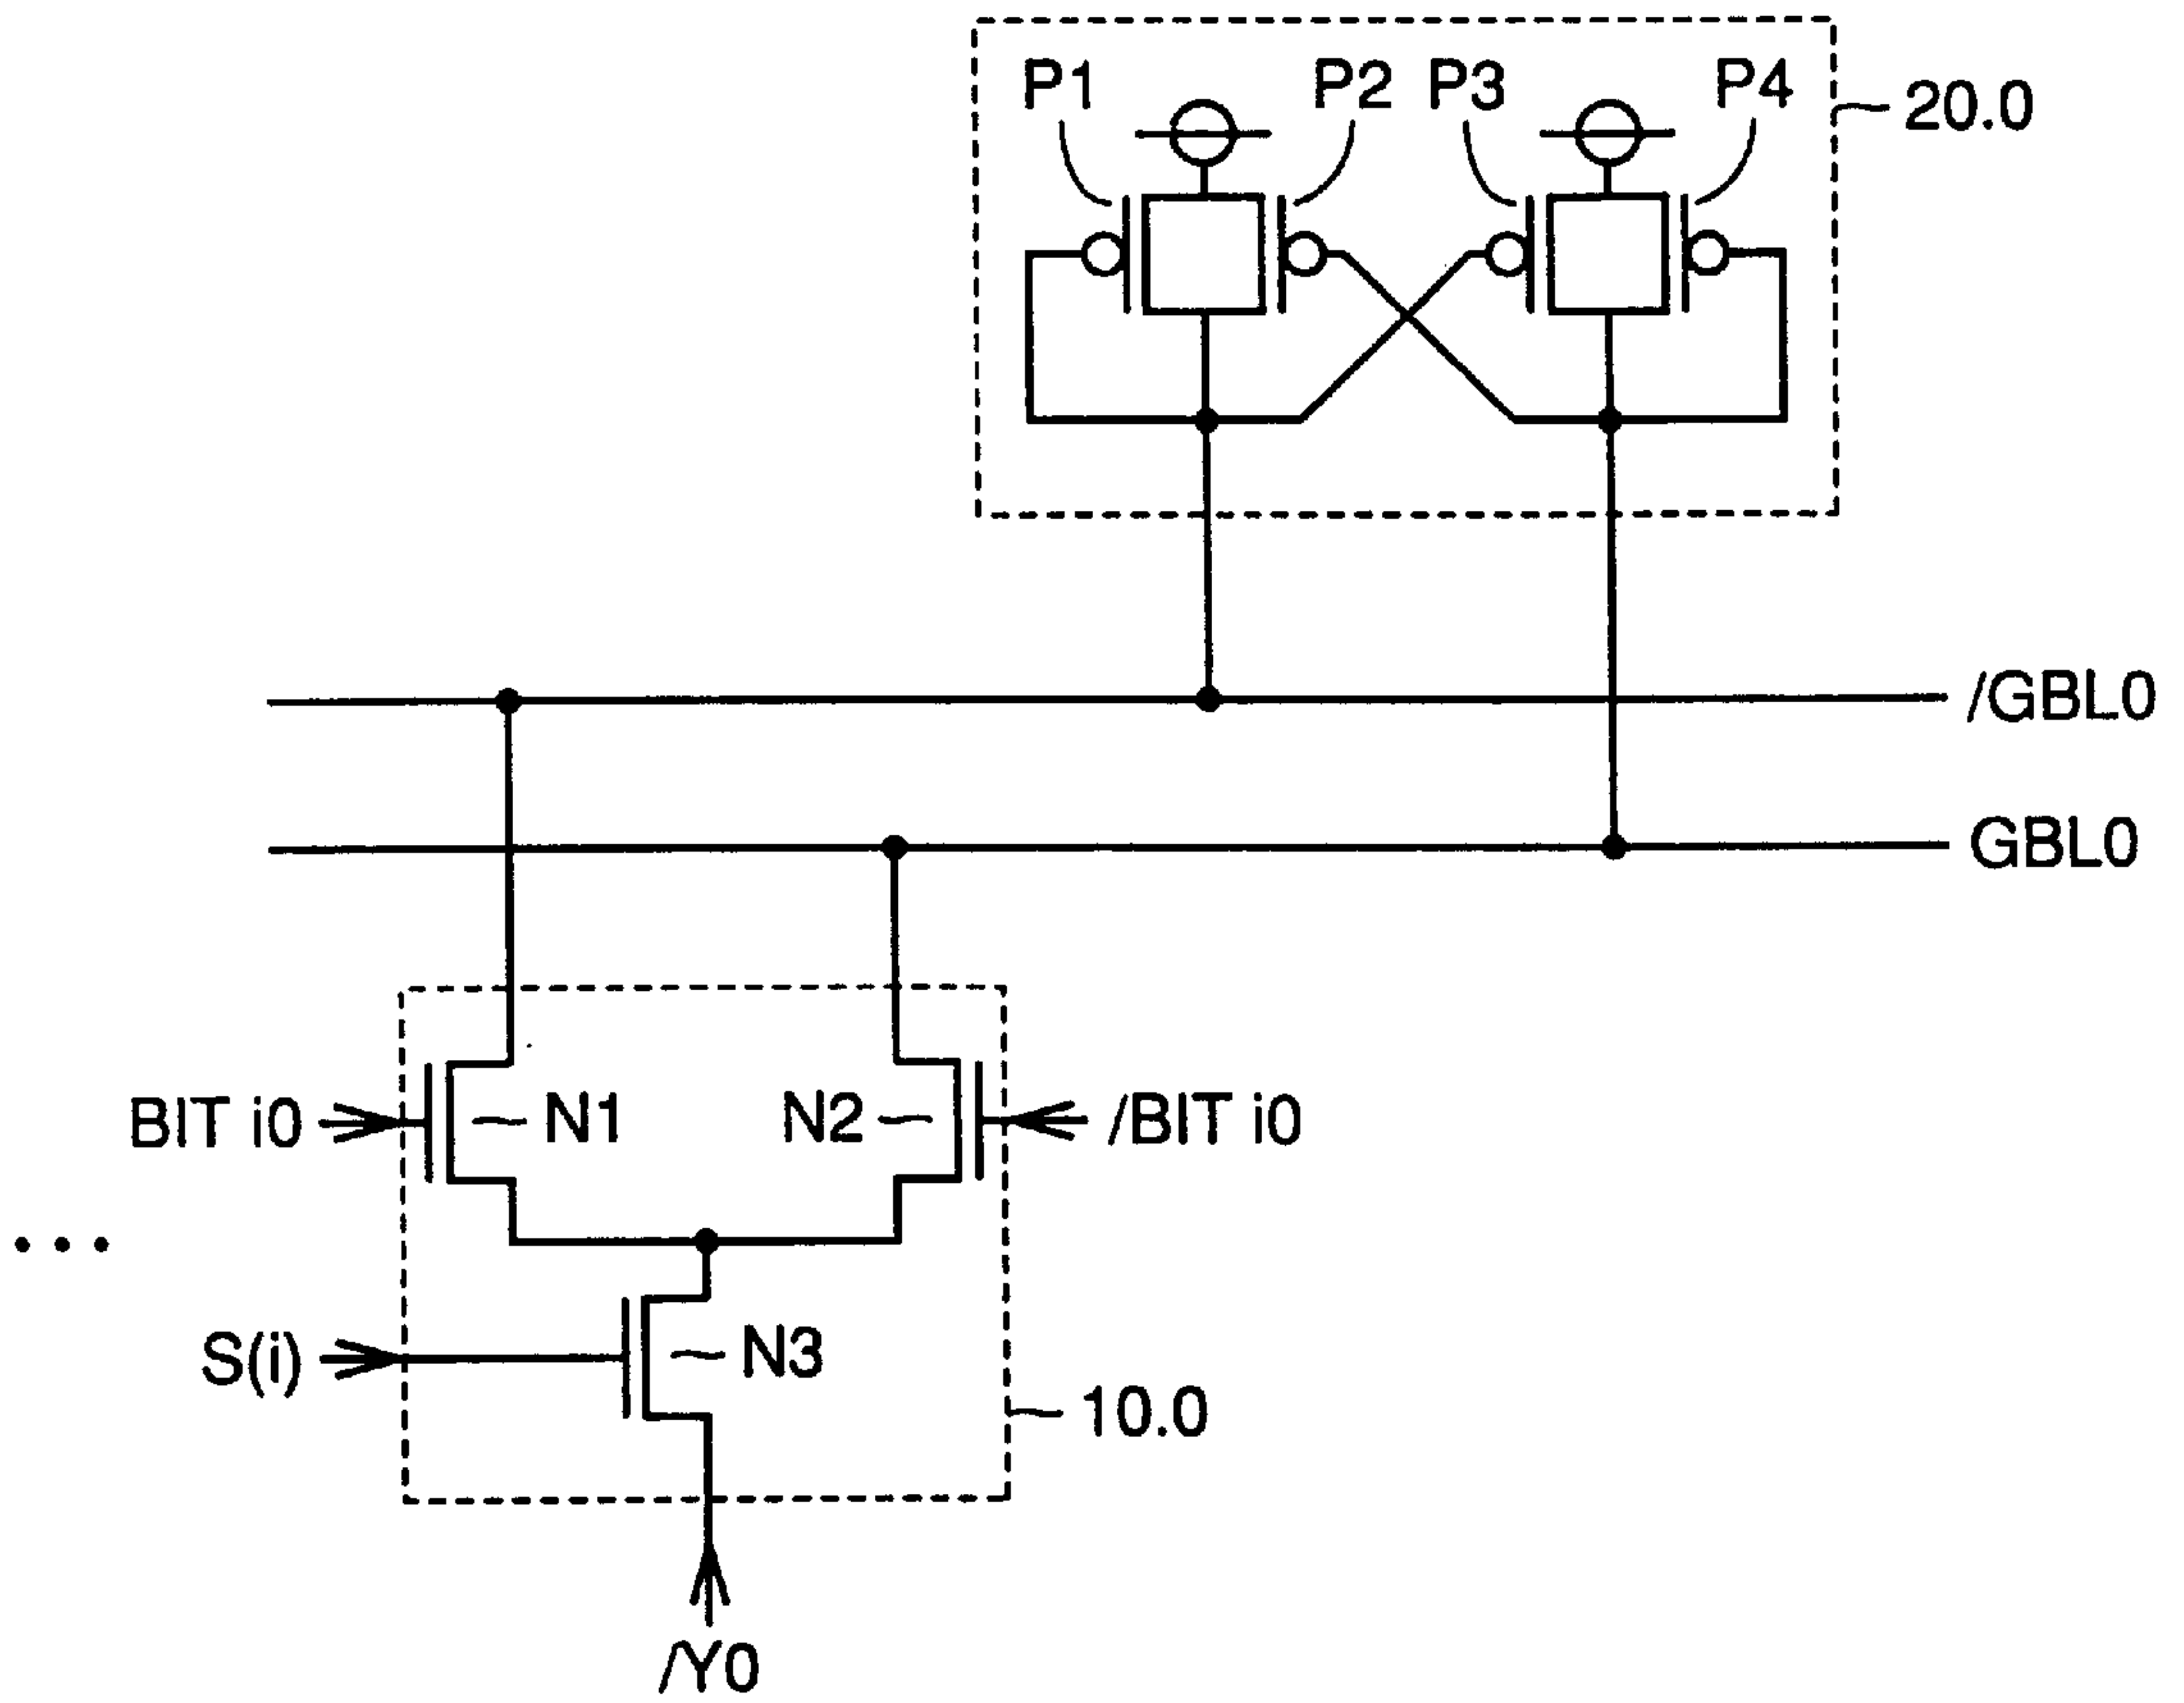 P1
P2
P3
P4
20.0
/GBL0
GBL0
BIT i0
N1
N2
/BIT i0
• • •
S(i)
N3
10.0
/Y0